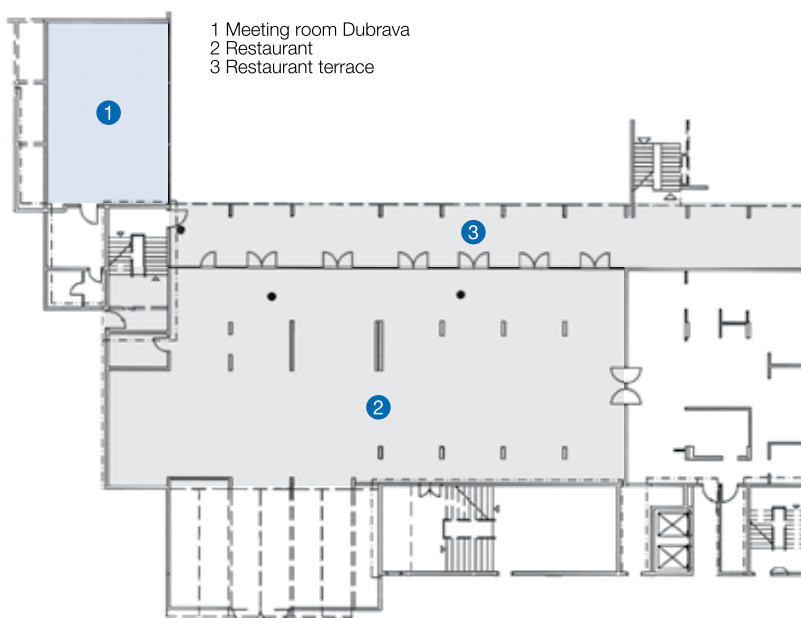 1 Meeting room Dubrava
2 Restaurant
3 Restaurant terrace
1
3
2